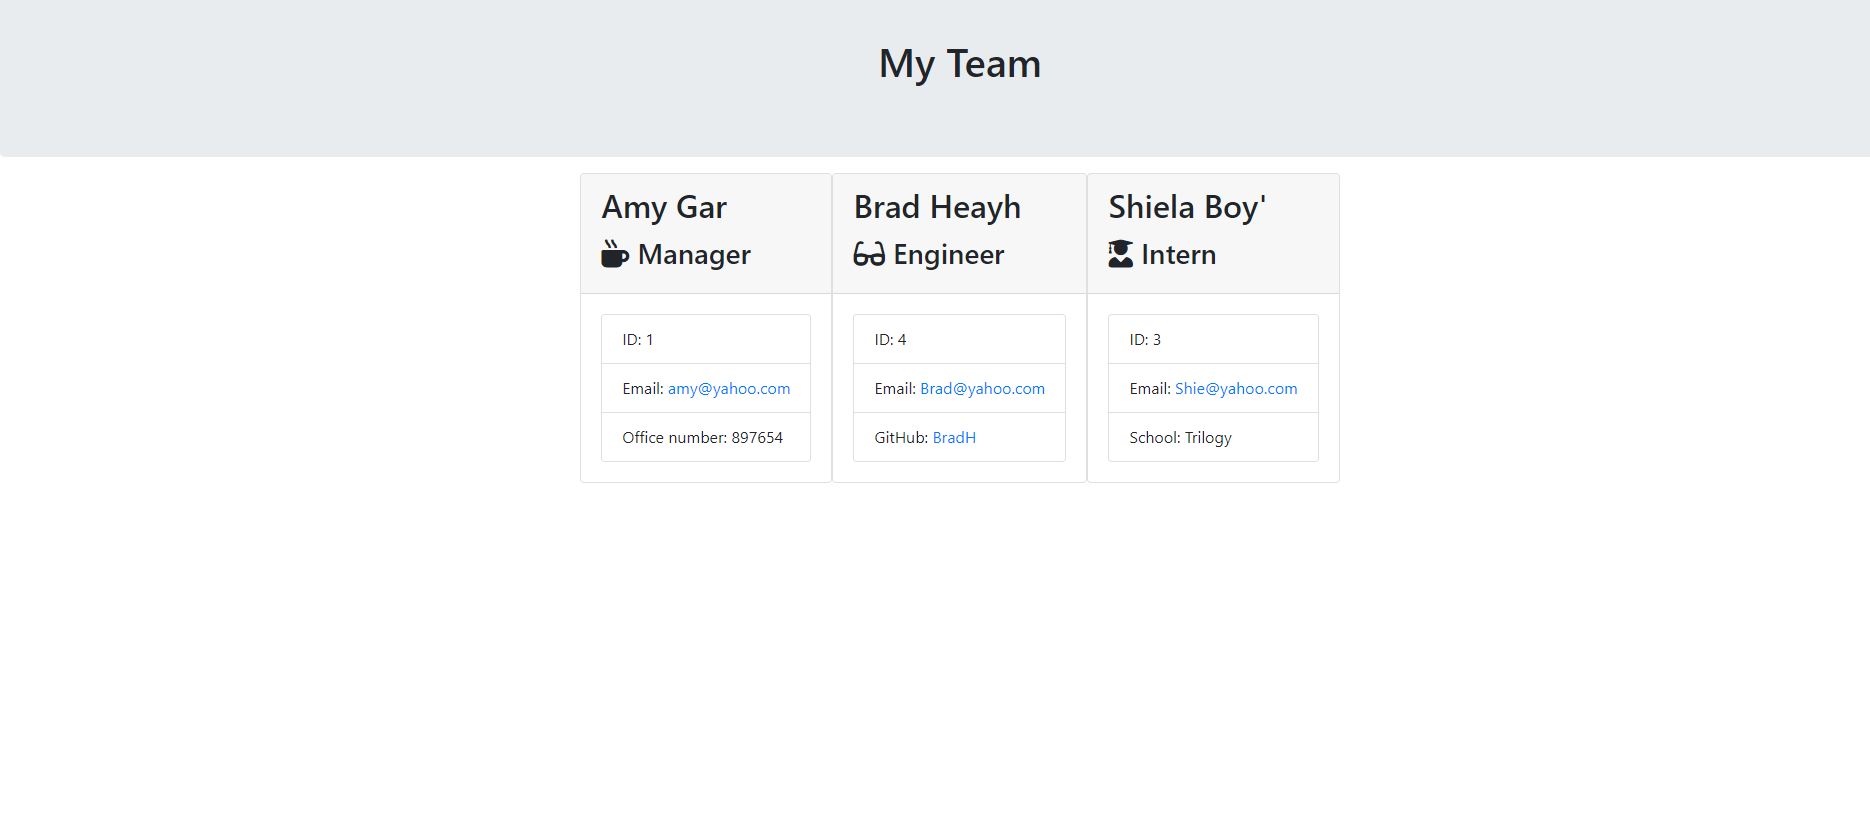 My Team
Amy Gar
Manager
ID: 1
Email: amy@yahoo.com
Office number: 897654
Brad Heayh
Engineer
ID: 4
Email: Brad@yahoo.com
GitHub: BradH
Shiela Boy'
Intern
ID: 3
Email: Shie@yahoo.com
School: Trilogy